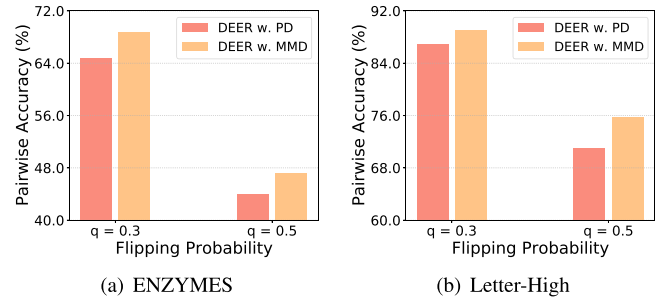 72.0
64.0
56.0
48.0
40.0
Pairwise Accuracy (%)
DEER w. PD
DEER w. MMD
q = 0.3
q = 0.5
Flipping Probability
(a) ENZYMES
92.0
84.0
76.0
68.0
60.0
Pairwise Accuracy (%)
DEER w. PD
DEER w. MMD
q = 0.3
q = 0.5
Flipping Probability
(b) Letter-High